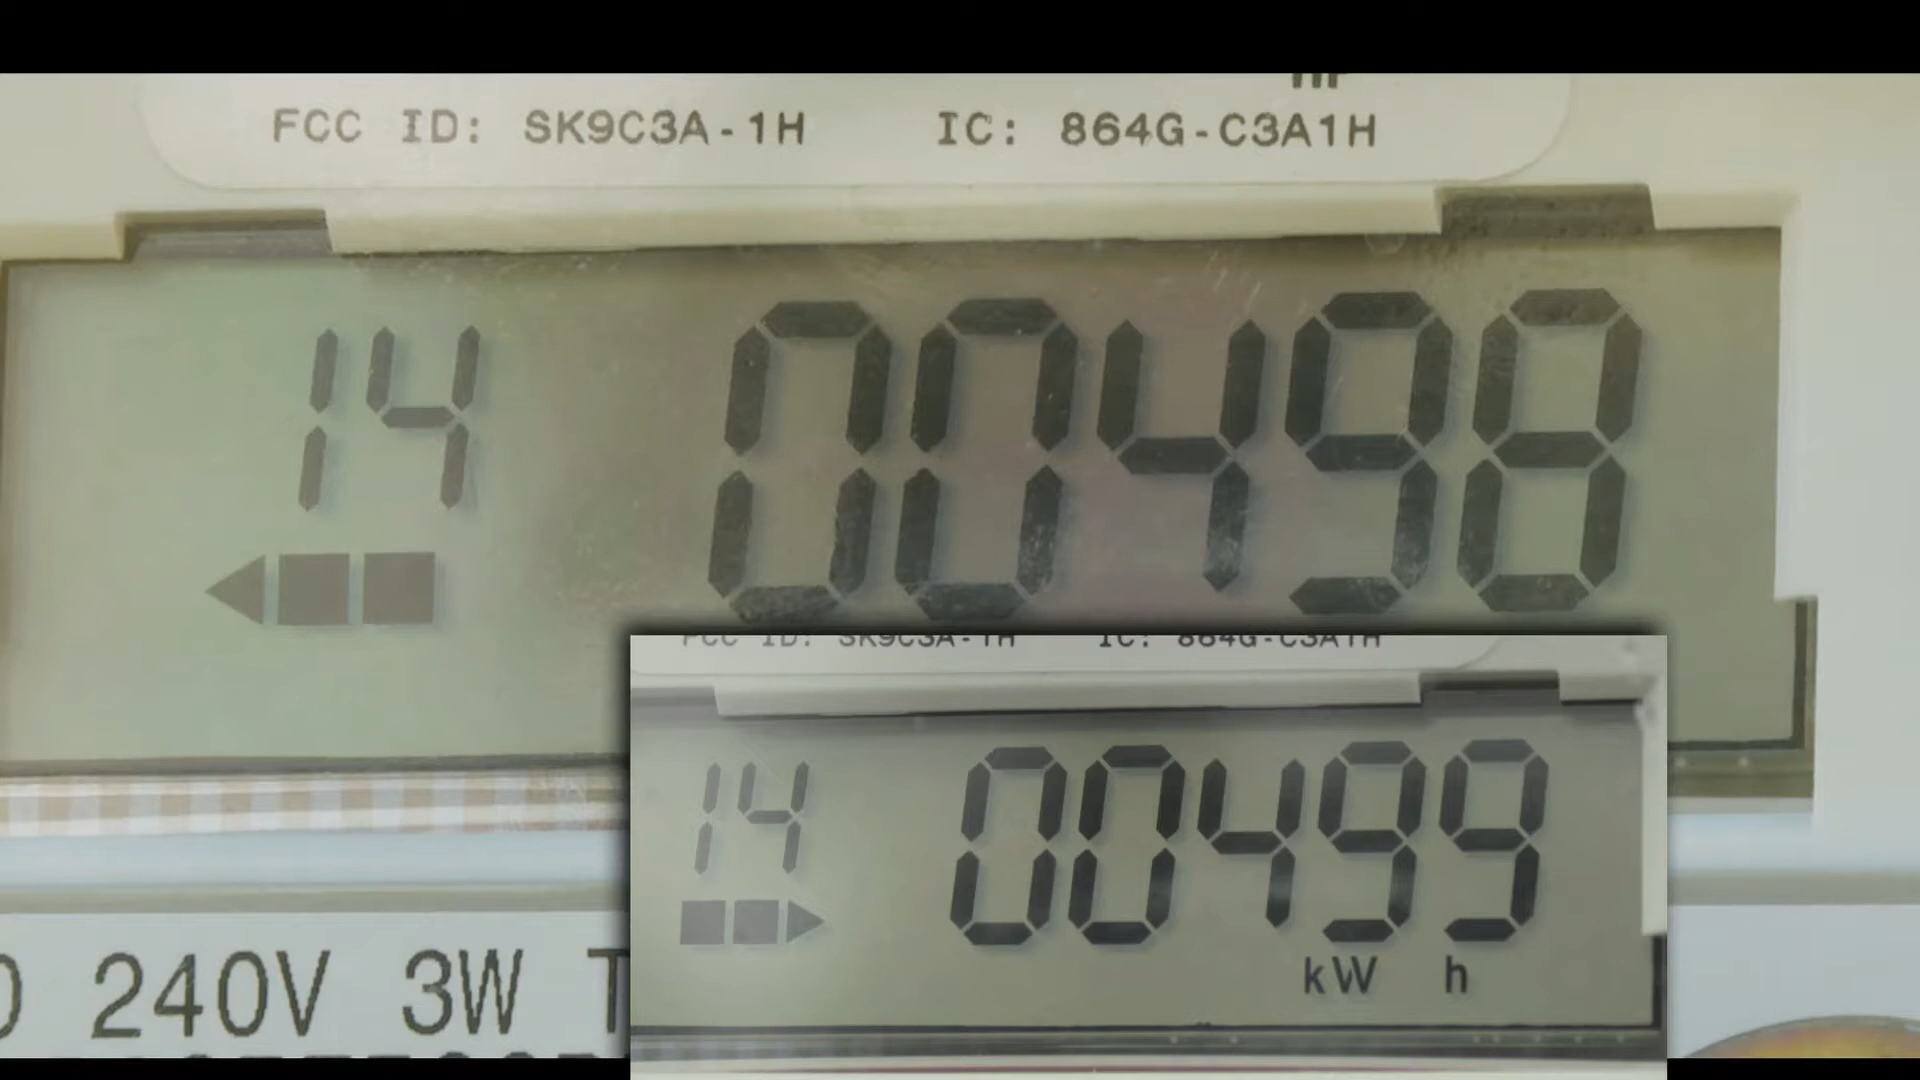 FCC ID: SK9C3A-1H IC: 864G-C3A1H
14 00498
240V 3W
FCC ID: SK9C3A-1H IC: 864G-C3A1H
14 00499
kW h